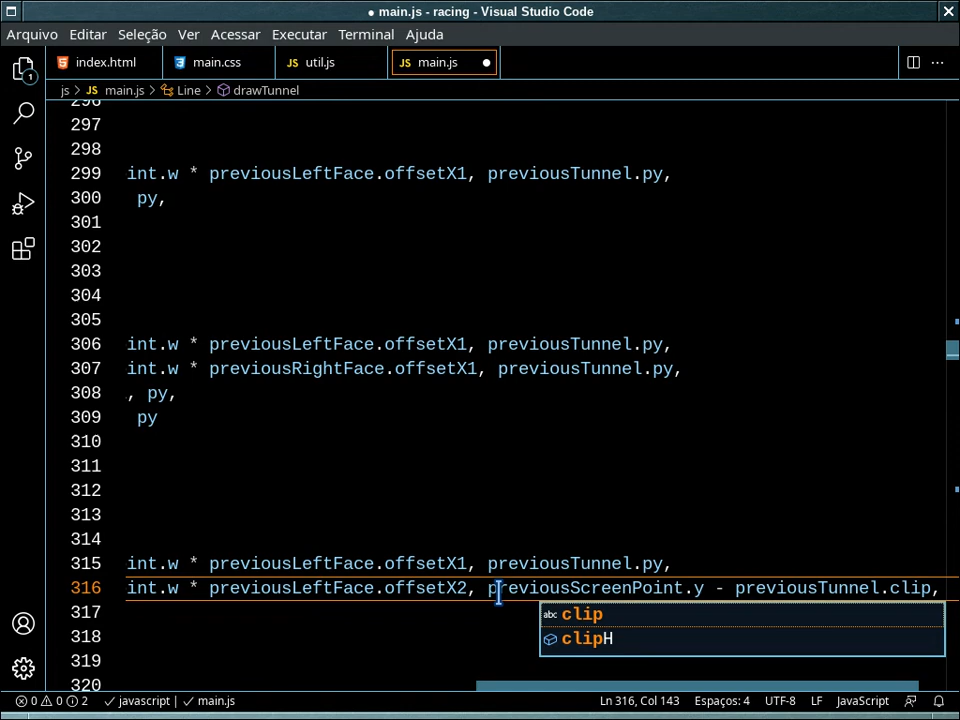 ● main.js - racing - Visual Studio Code
Arquivo Editar Seleção Ver Acessar Executar Terminal Ajuda
1
index.html
main.css
JS util.js
JS main.js
js > JS main.js > Line > drawTunnel
296
297
298
299 int.w * previousLeftFace.offsetX1, previousTunnel.py,
300 py,
301
302
303
304
305
306 int.w * previousLeftFace.offsetX1, previousTunnel.py,
307 int.w * previousRightFace.offsetX1, previousTunnel.py,
308 , py,
309 py
310
311
312
313
314
315 int.w * previousLeftFace.offsetX1, previousTunnel.py,
316 int.w * previousLeftFace.offsetX2, previousScreenPoint.y - previousTunnel.clip,
317
abc clip
318
clipH
319
320
0 0 2 javascript | main.js Ln 316, Col 143 Espaços: 4 UTF-8 LF JavaScript